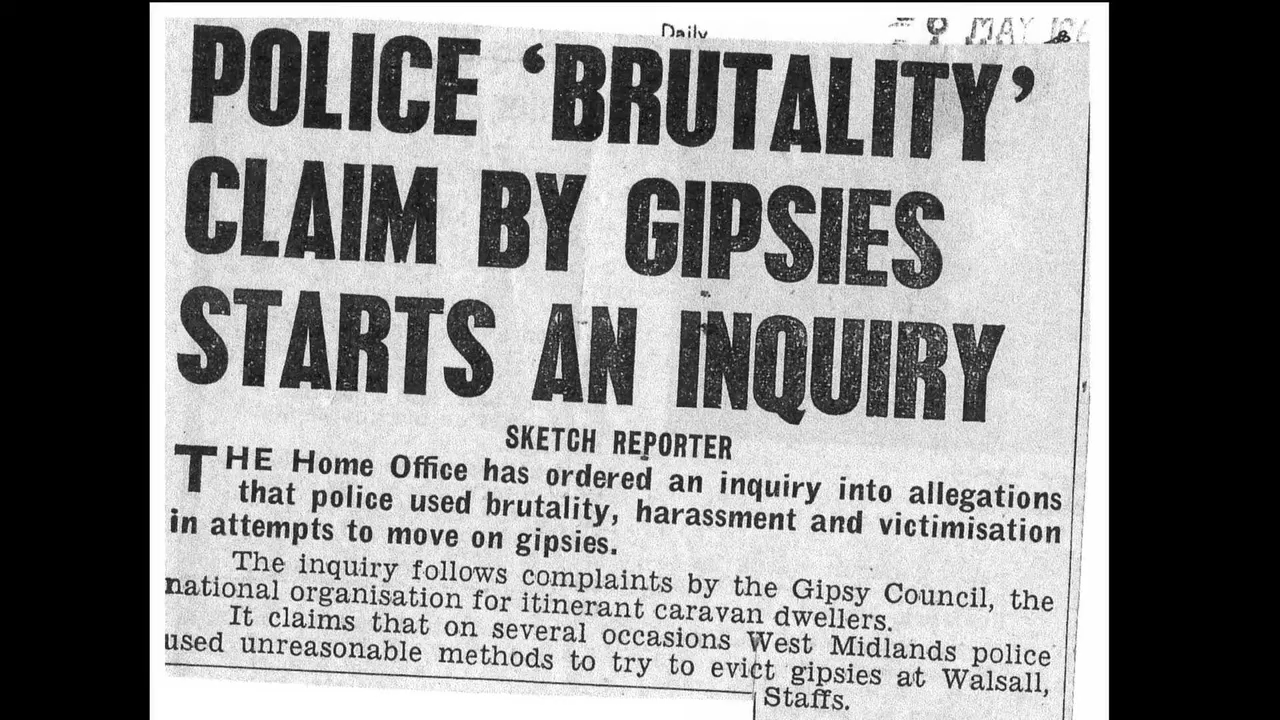 Daily
9 MAY
POLICE ‘BRUTALITY’
CLAIM BY GIPSIES
STARTS AN INQUIRY
SKETCH REPORTER
THE Home Office has ordered an inquiry into allegations
that police used brutality, harassment and victimisation
in attempts to move on gipsies.
The inquiry follows complaints by the Gipsy Council, the
national organisation for itinerant caravan dwellers.
It claims that on several occasions West Midlands police
used unreasonable methods to try to evict gipsies at Walsall,
Staffs.